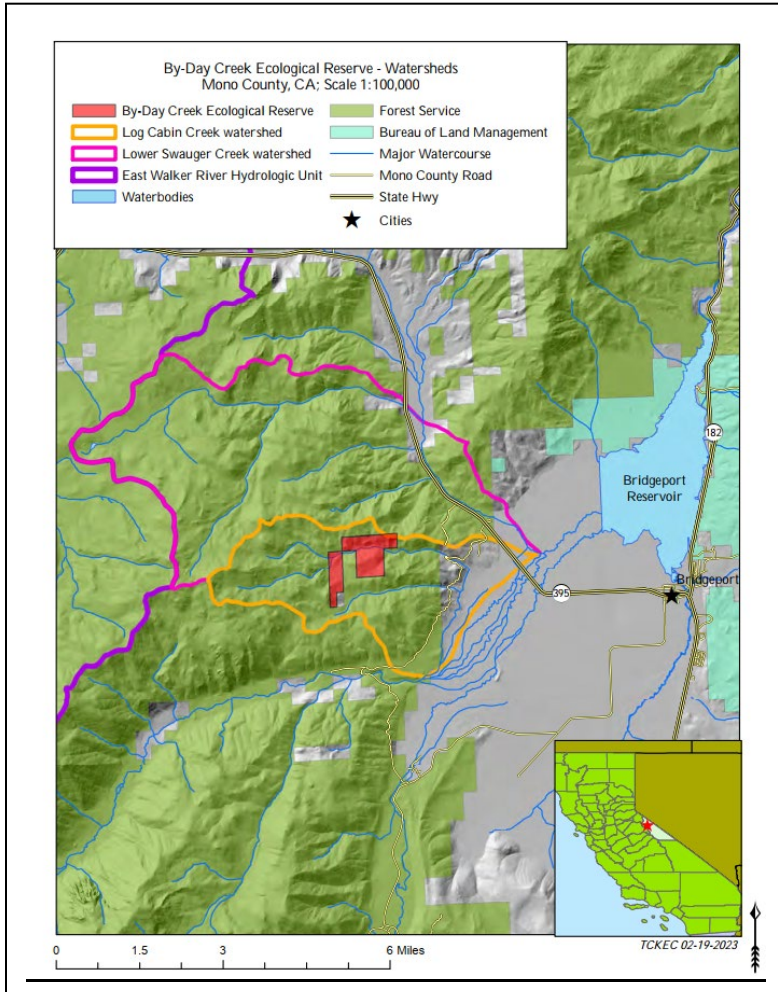 By-Day Creek Ecological Reserve - Watersheds
Mono County, CA; Scale 1:100,000
By-Day Creek Ecological Reserve
Log Cabin Creek watershed
Lower Swauger Creek watershed
East Walker River Hydrologic Unit
Waterbodies
Forest Service
Bureau of Land Management
Major Watercourse
Mono County Road
State Hwy
Cities
182
Bridgeport
Reservoir
Bridgeport
395
TCKEC 02-19-2023
0 1.5 3 6 Miles